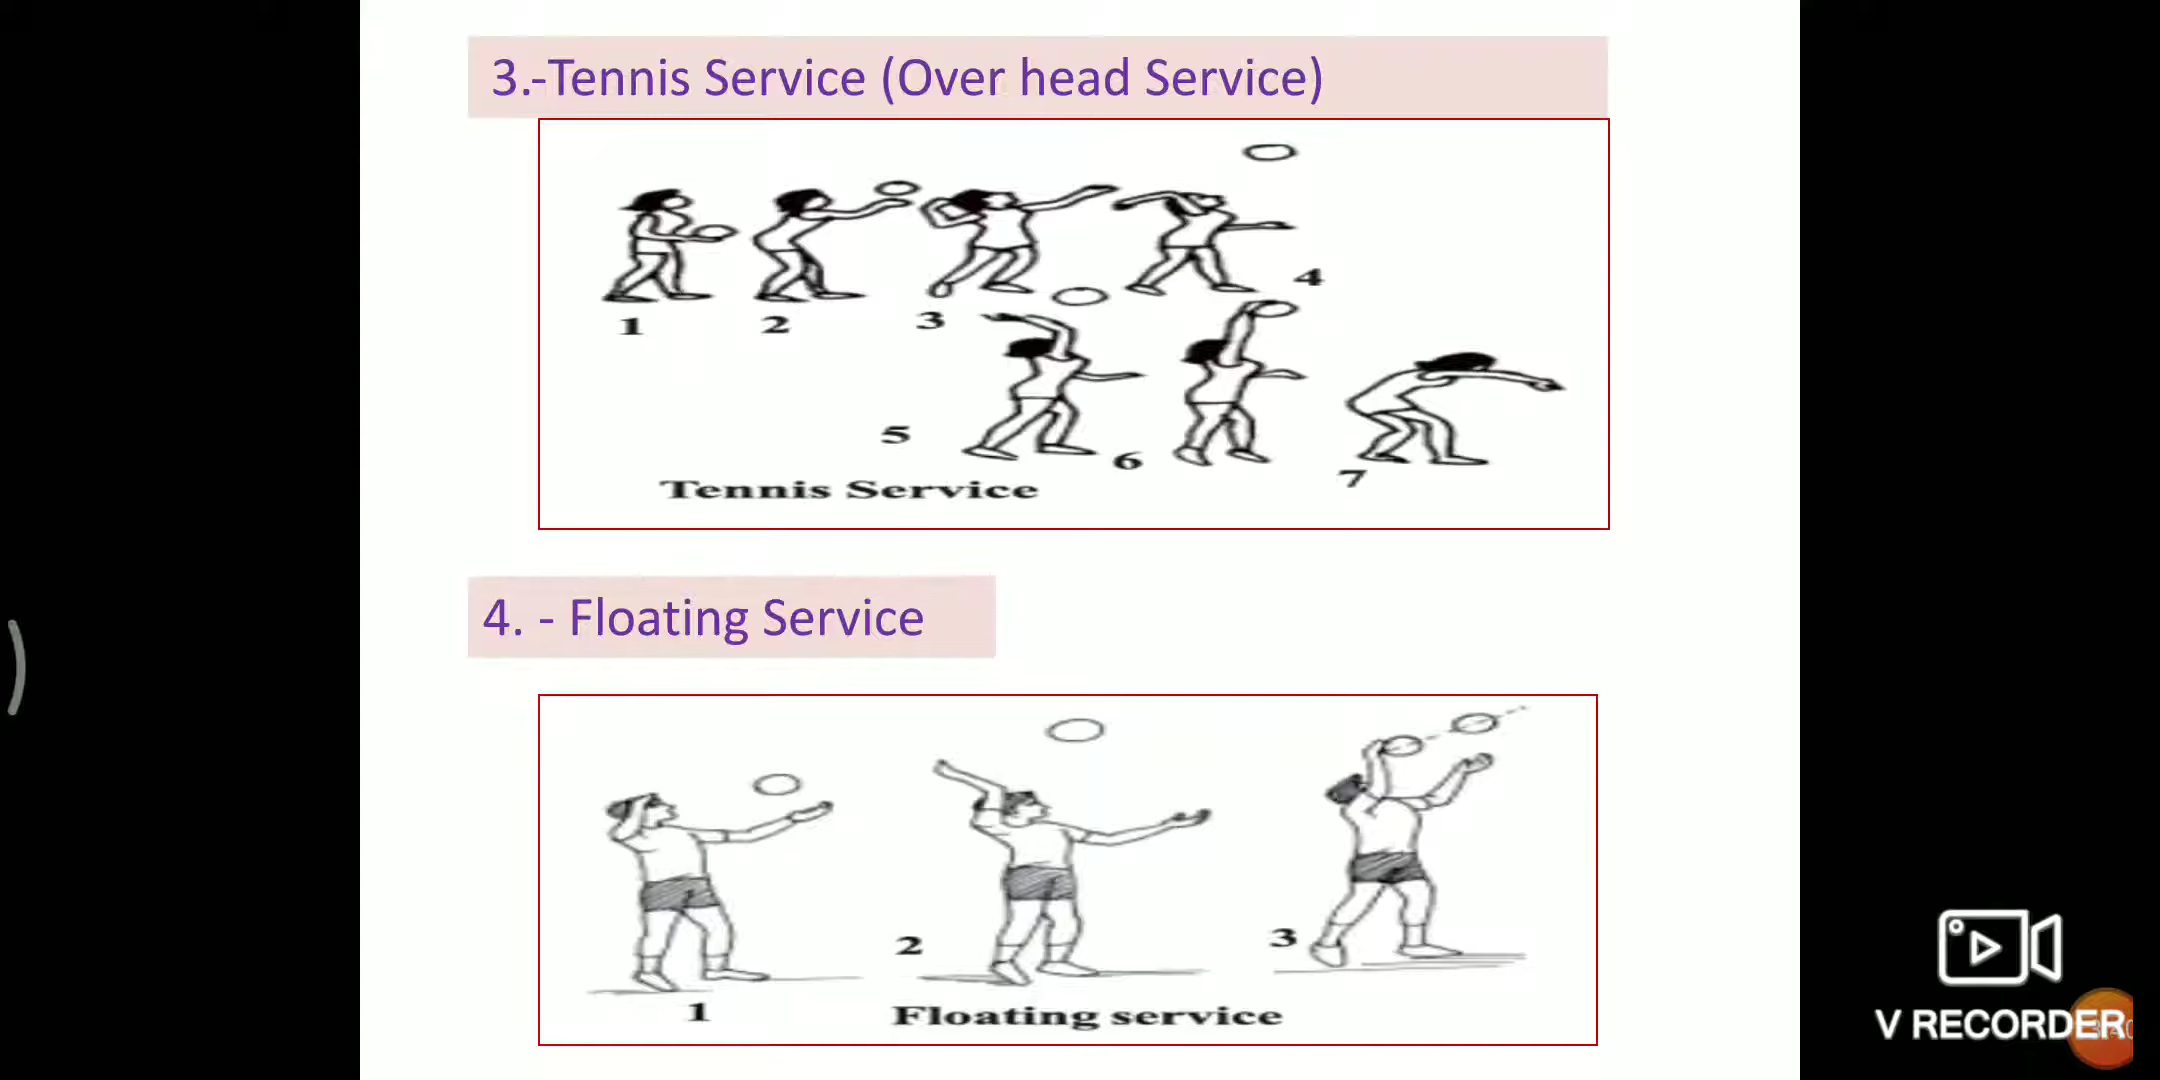 3.-Tennis Service (Over head Service)
1
2
3
4
5
6
7
Tennis Service
4. - Floating Service
1
2
3
Floating service
V RECORDER